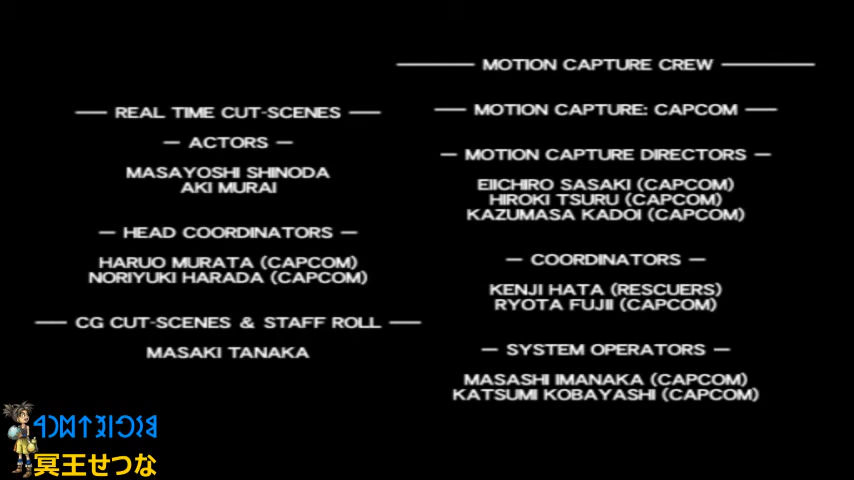 REAL TIME CUT-SCENES
ACTORS
MASAYOSHI SHINODA
AKI MURAI
HEAD COORDINATORS
HARUO MURATA (CAPCOM)
NORIYUKI HARADA (CAPCOM)
CG CUT-SCENES & STAFF ROLL
MASAKI TANAKA
MOTION CAPTURE CREW
MOTION CAPTURE: CAPCOM
MOTION CAPTURE DIRECTORS
EIICHIRO SASAKI (CAPCOM)
HIROKI TSURU (CAPCOM)
KAZUMASA KADOI (CAPCOM)
COORDINATORS
KENJI HATA (RESCUERS)
RYOTA FUJII (CAPCOM)
SYSTEM OPERATORS
MASASHI IMANAKA (CAPCOM)
KATSUMI KOBAYASHI (CAPCOM)
冥王せつな